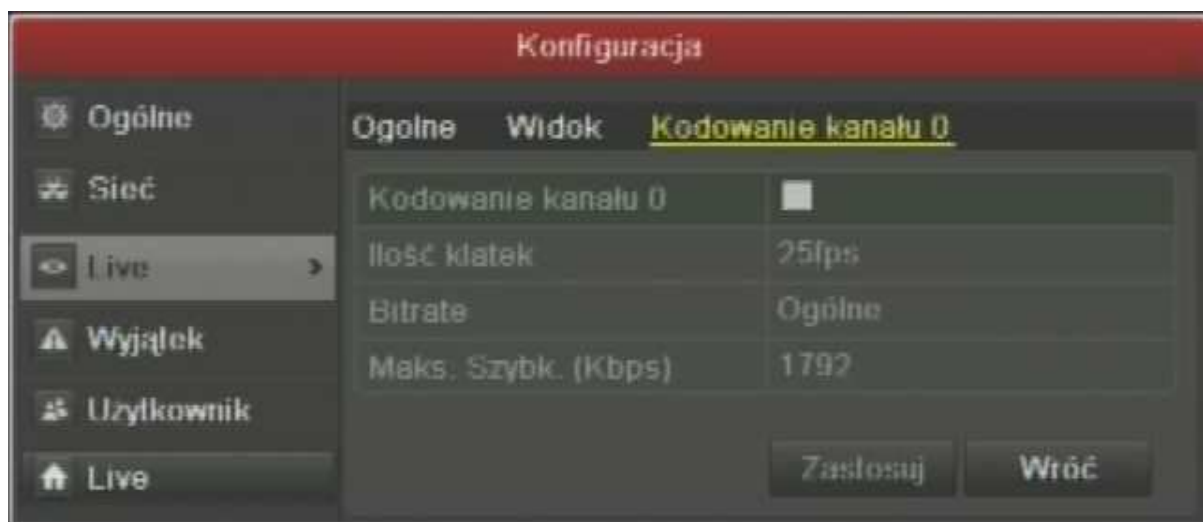 Konfiguracja
Ogólne
Sieć
Live
Wyjątek
Użytkownik
Live
Ogolne Widok Kodowanie kanału 0
Kodowanie kanału 0
Ilość klatek 25fps
Bitrate Ogólne
Maks. Szybk. (Kbps) 1792
Zastosuj Wróć